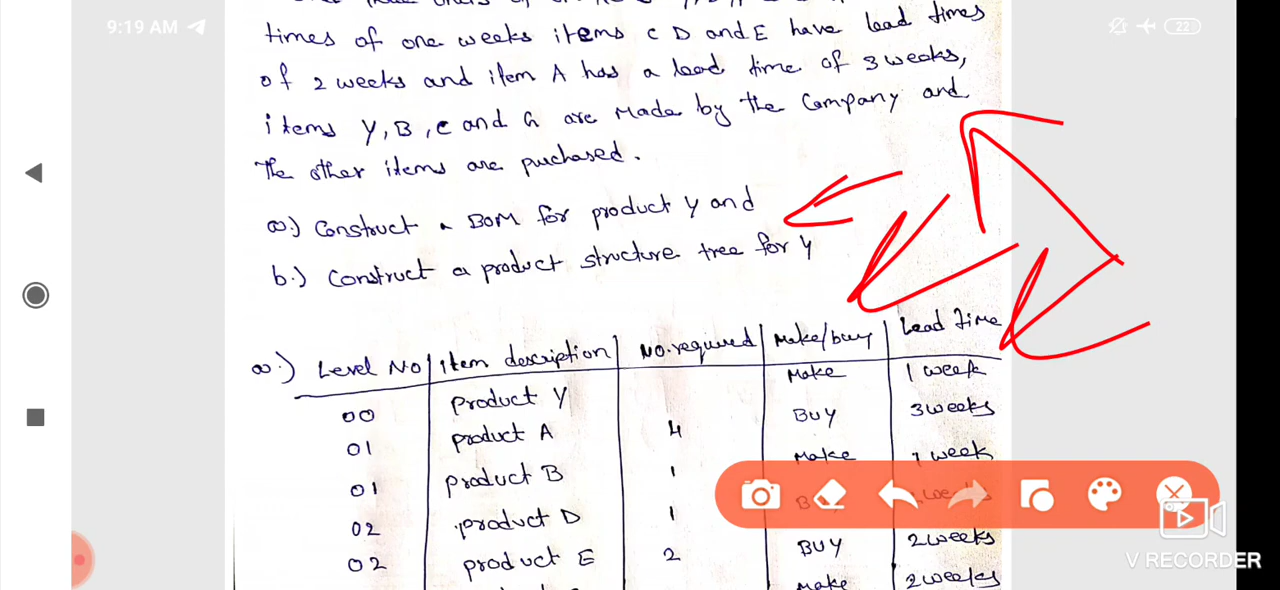 9:19 AM
22
times of one weeks items C D and E have lead times
of 2 weeks and item A has a lead time of 3 weeks,
items Y, B, C and G are Made by the Company and
The other items are purchased.
a.) Construct a BOM for product Y and
b.) Construct a product structure tree for Y
a.) Level No item description No. required Make/buy Lead Time
00 product Y Make 1 week
01 product A 4 BUY 3 weeks
01 product B 1 Make 1 week
02 product D 1
02 product E 2 BUY 2 weeks
Make 2 weeks
V RECORDER